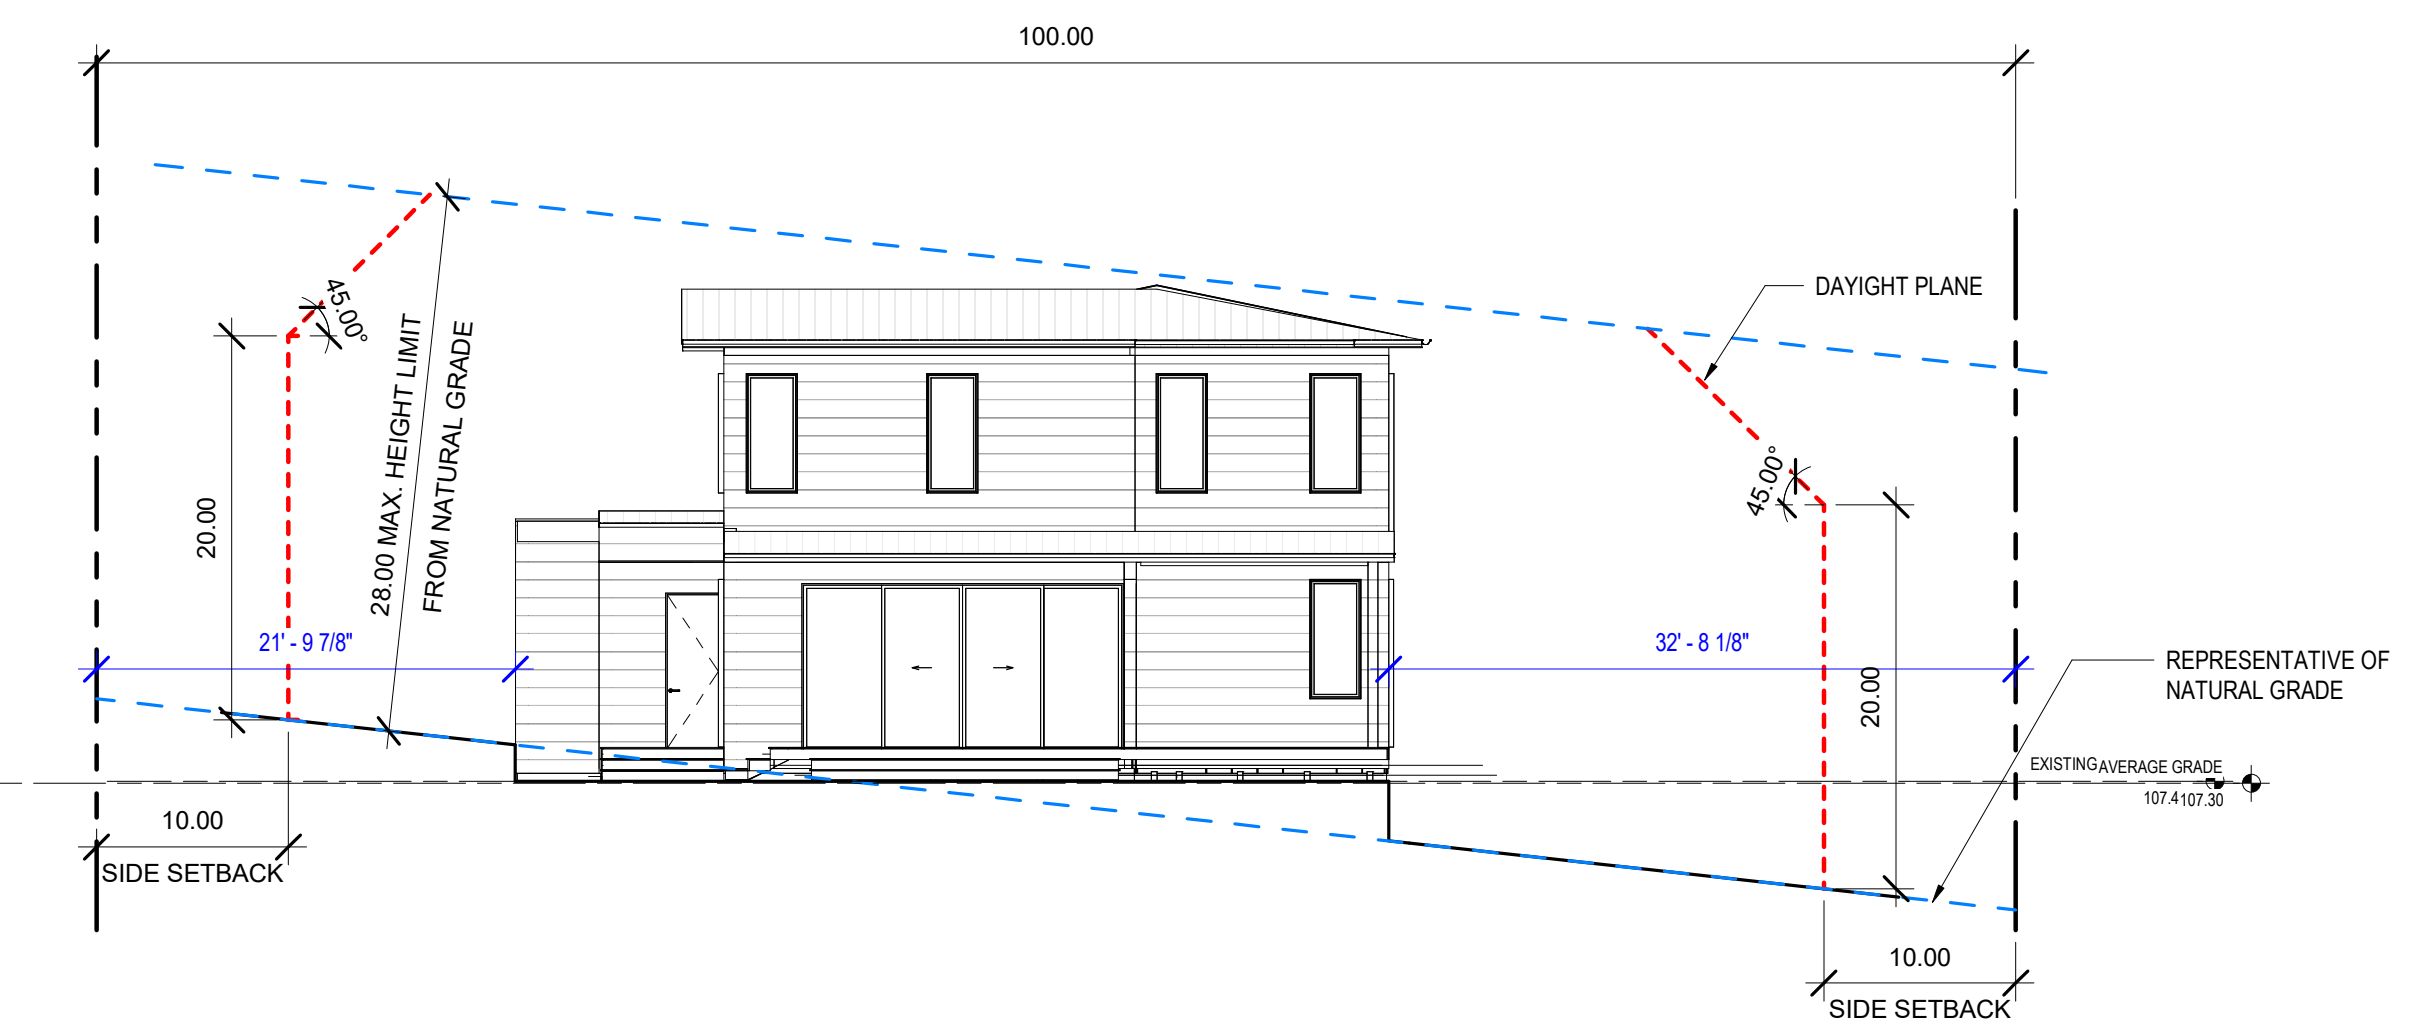 100.00
DAYIGHT PLANE
45.00°
28.00 MAX. HEIGHT LIMIT
FROM NATURAL GRADE
45.00°
20.00
21' - 9 7/8"
32' - 8 1/8"
20.00
REPRESENTATIVE OF
NATURAL GRADE
EXISTING AVERAGE GRADE
107.4 107.30
10.00
SIDE SETBACK
10.00
SIDE SETBACK